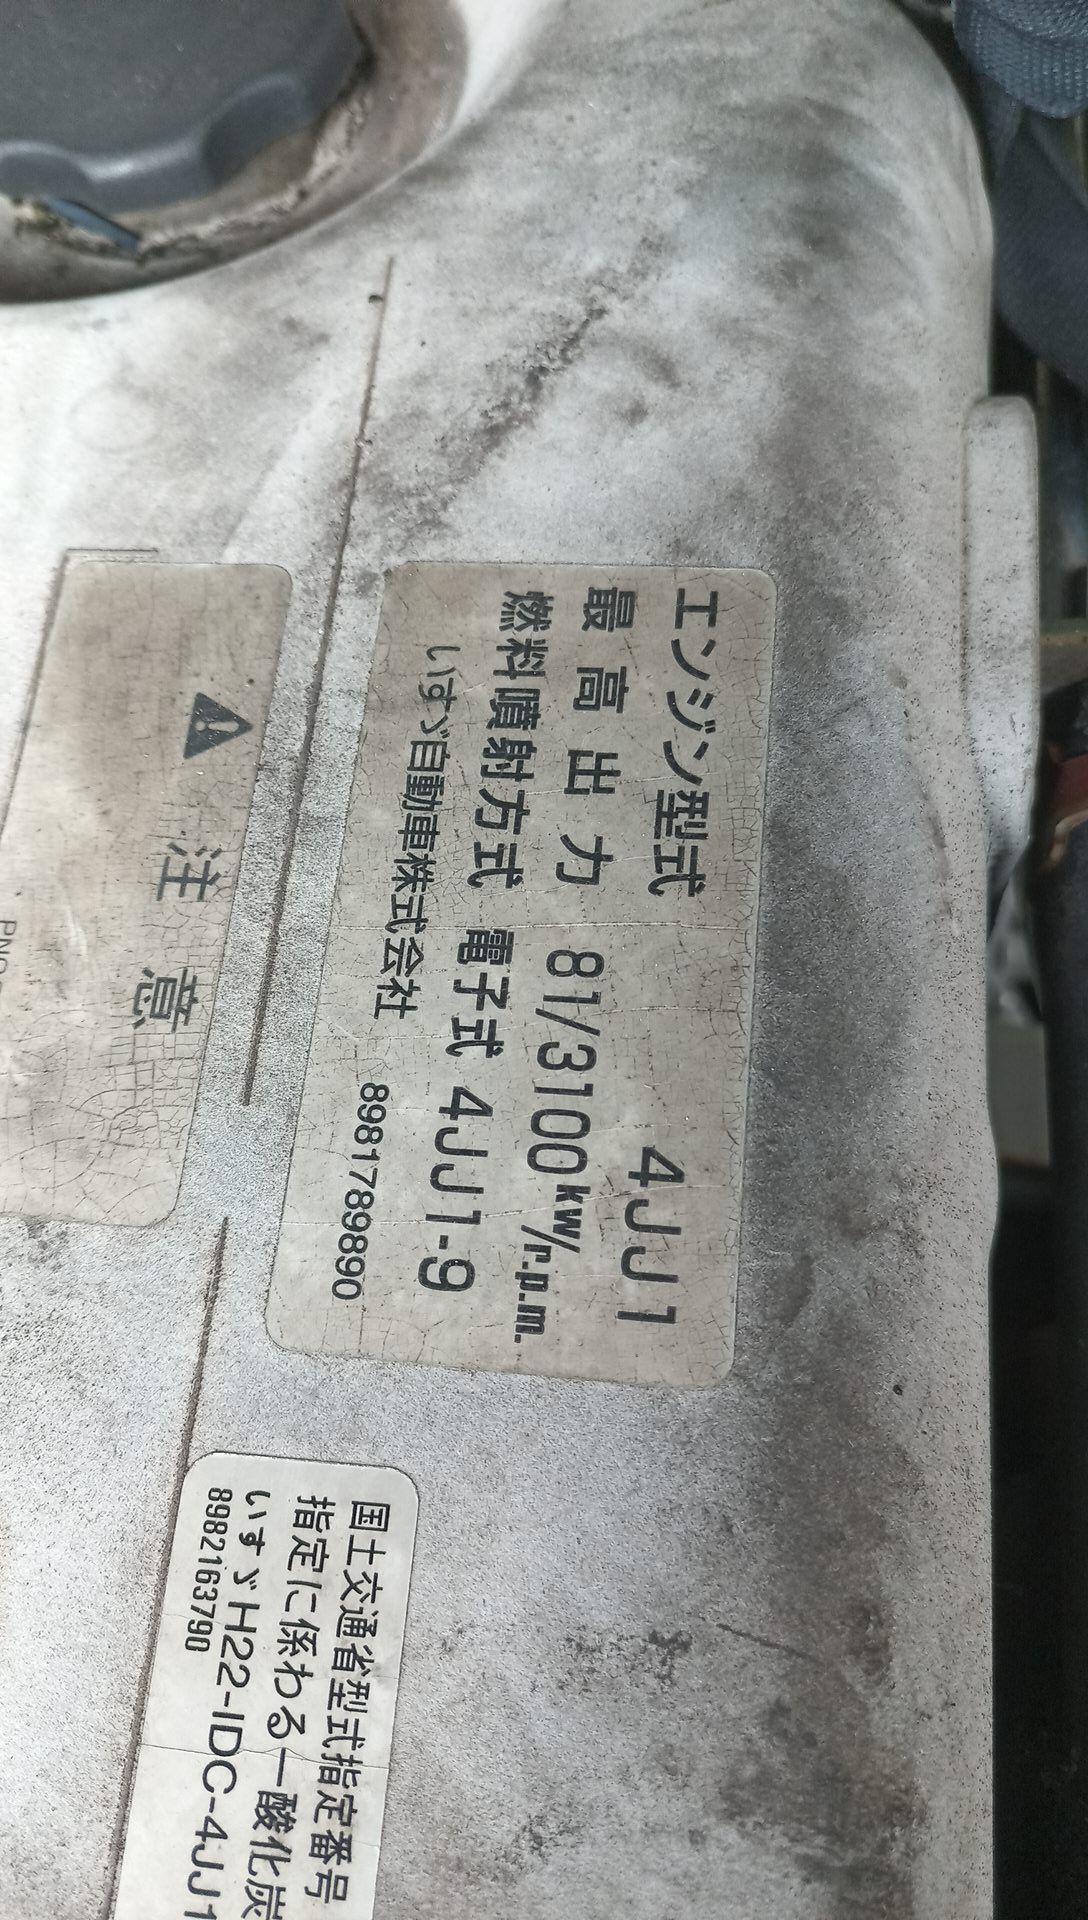 エンジン型式 4JJ1
最高出力 81/3100kW/r.p.m.
燃料噴射方式 電子式 4JJ1-9
いすゞ自動車株式会社 8981789890
注意
国土交通省型式指定番号
指定に係わる一酸化炭
いすゞH22-IDC-4JJ1
8982163790